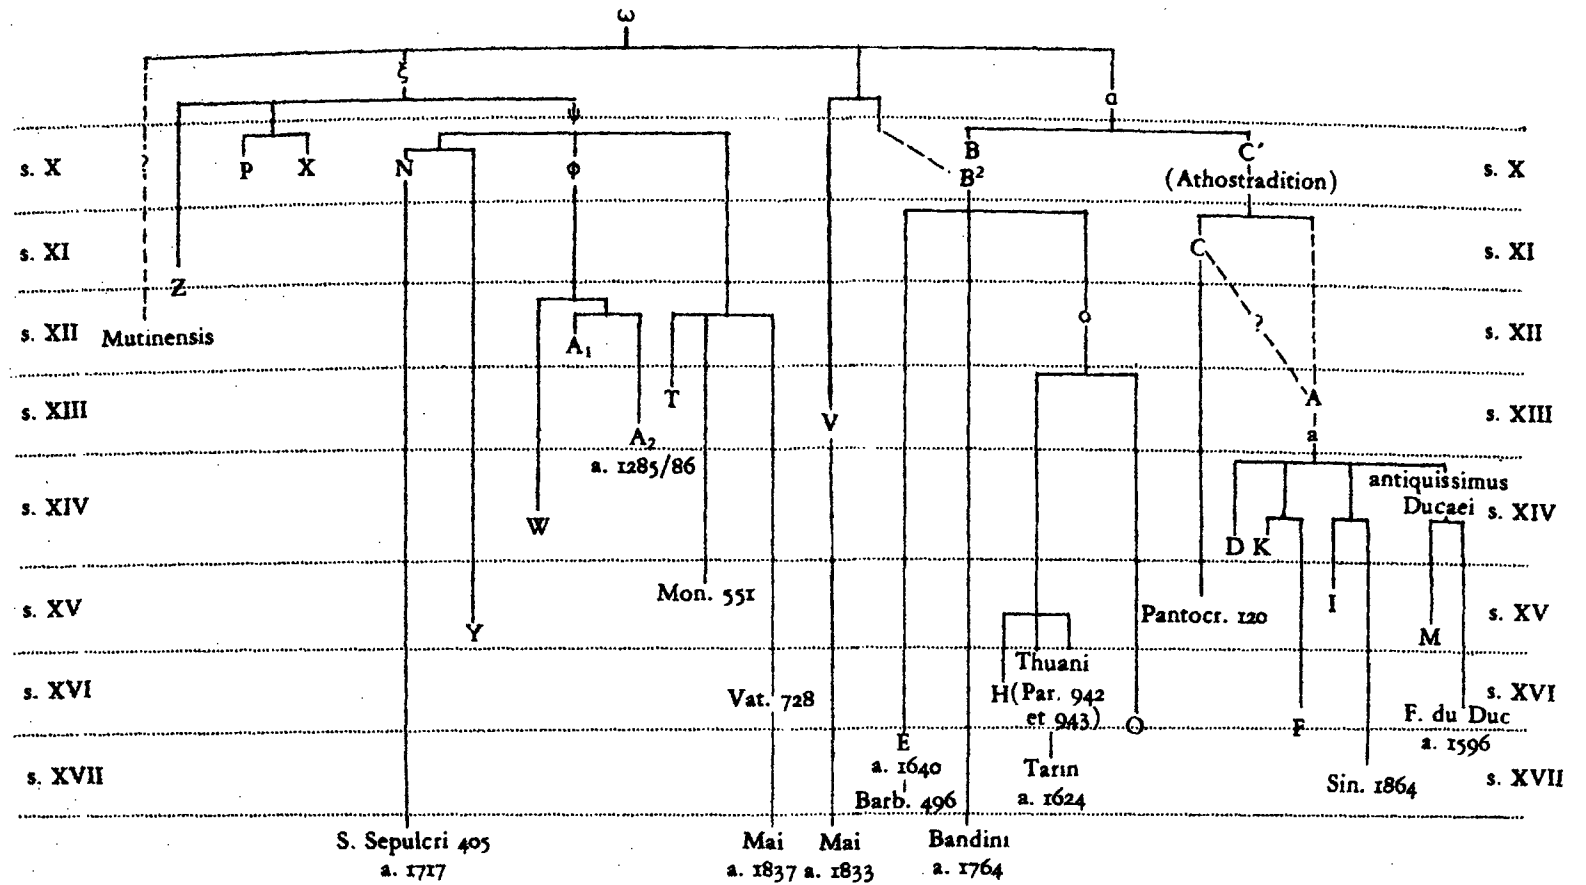 ω
ξ
α
ψ
s. X P X N φ B C′ s. X
B²
(Athostradition)
s. XI C s. XI
Z
s. XII Mutinensis A₁ o ? s. XII
?
s. XIII T V A s. XIII
A₂ a
a. 1285/86
antiquissimus
s. XIV W Ducaei s. XIV
D K
s. XV Mon. 551 Pantocr. 120 I s. XV
Y M
Thuani
s. XVI Vat. 728 H (Par. 942 s. XVI
et 943) O F F. du Duc
E a. 1596
s. XVII a. 1640 Tarin Sin. 1864 s. XVII
Barb. 496 a. 1624
S. Sepulcri 405 Mai Mai Bandini
a. 1717 a. 1837 a. 1833 a. 1764